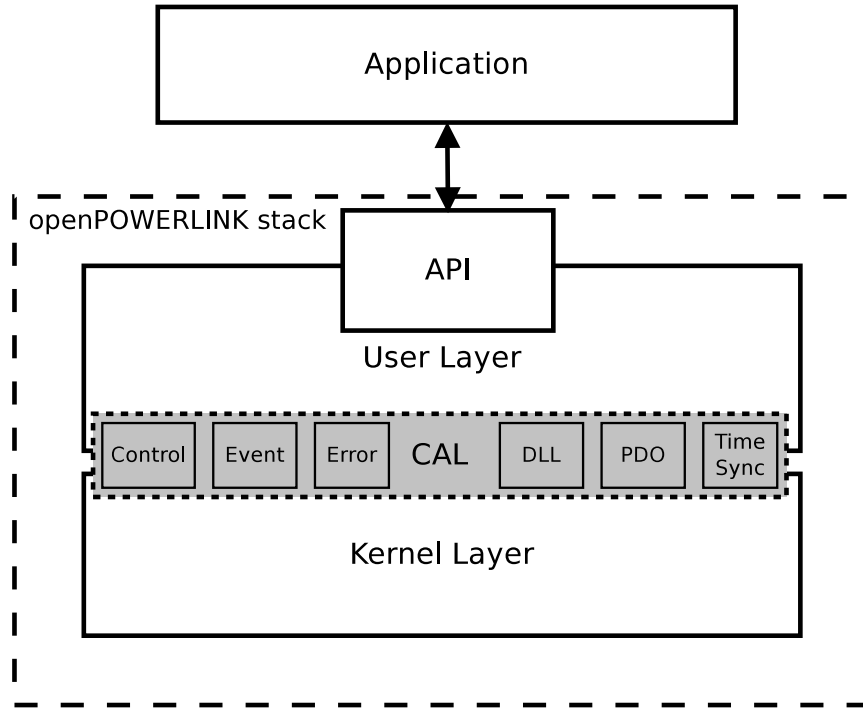 Application
openPOWERLINK stack
API
User Layer
Control
Event
Error
CAL
DLL
PDO
Time
Sync
Kernel Layer